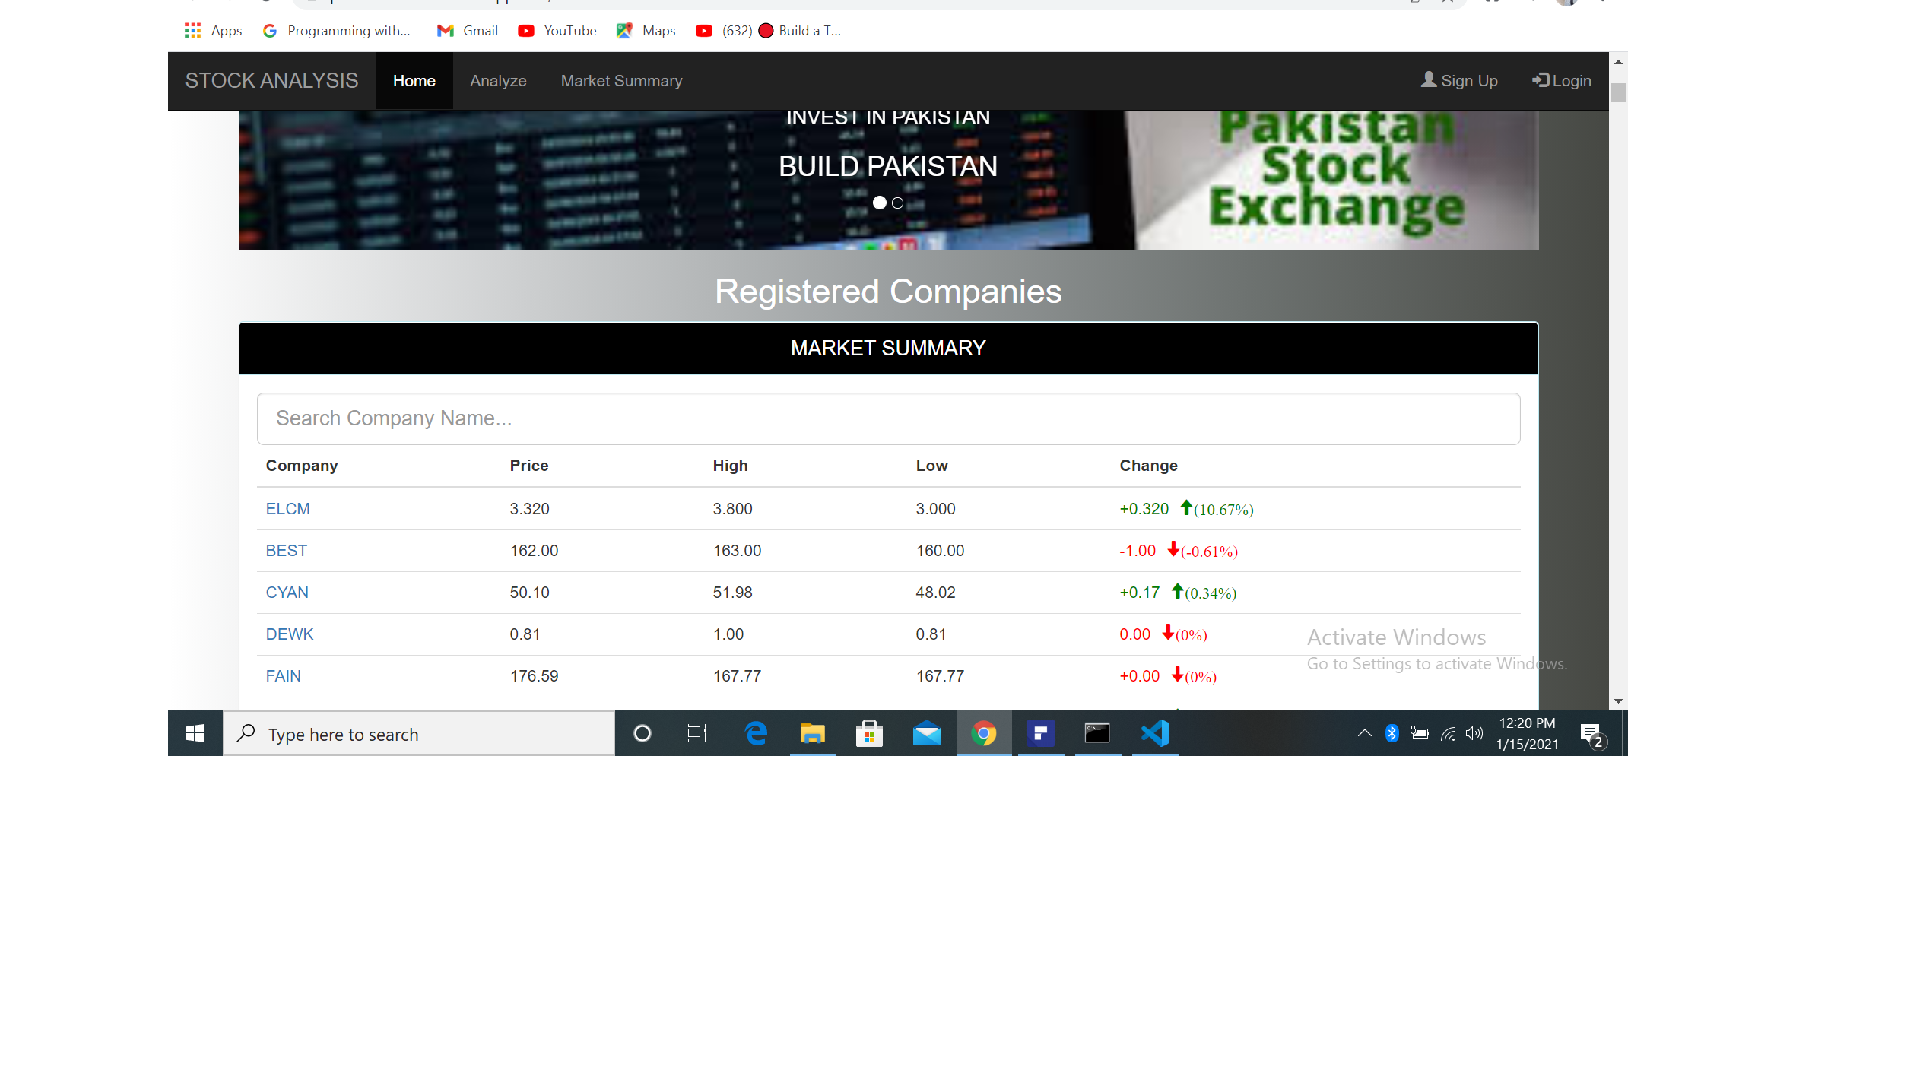 Apps Programming with... Gmail YouTube Maps (632) Build a T...
STOCK ANALYSIS Home Analyze Market Summary Sign Up Login
INVEST IN PAKISTAN
BUILD PAKISTAN
Pakistan
Stock
Exchange
Registered Companies
MARKET SUMMARY
Search Company Name...
Company Price High Low Change
ELCM 3.320 3.800 3.000 +0.320 (10.67%)
BEST 162.00 163.00 160.00 -1.00 (-0.61%)
CYAN 50.10 51.98 48.02 +0.17 (0.34%)
DEWK 0.81 1.00 0.81 0.00 (0%)
FAIN 176.59 167.77 167.77 +0.00 (0%)
Activate Windows
Go to Settings to activate Windows.
Type here to search
12:20 PM
1/15/2021
2